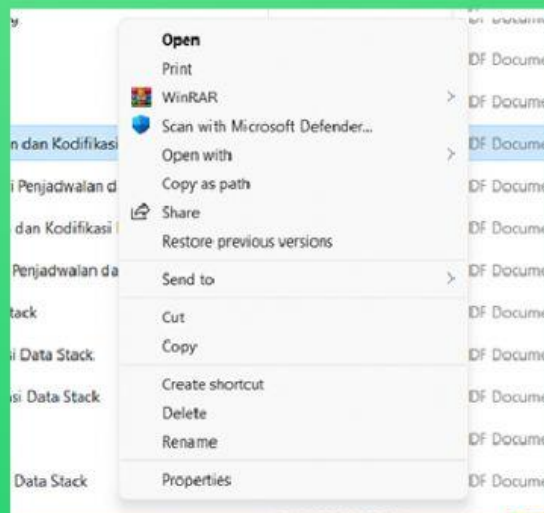 Open
DF Docume
Print
WinRAR
DF Docume
Scan with Microsoft Defender...
n dan Kodifikasi
DF Docume
Open with
i Penjadwalan d
Copy as path
DF Docume
Share
dan Kodifikasi
DF Docume
Restore previous versions
Penjadwalan da
Send to
DF Docume
tack
Cut
DF Docume
i Data Stack
Copy
DF Docume
si Data Stack
Create shortcut
DF Docume
Delete
Rename
DF Docume
Data Stack
Properties
DF Docume